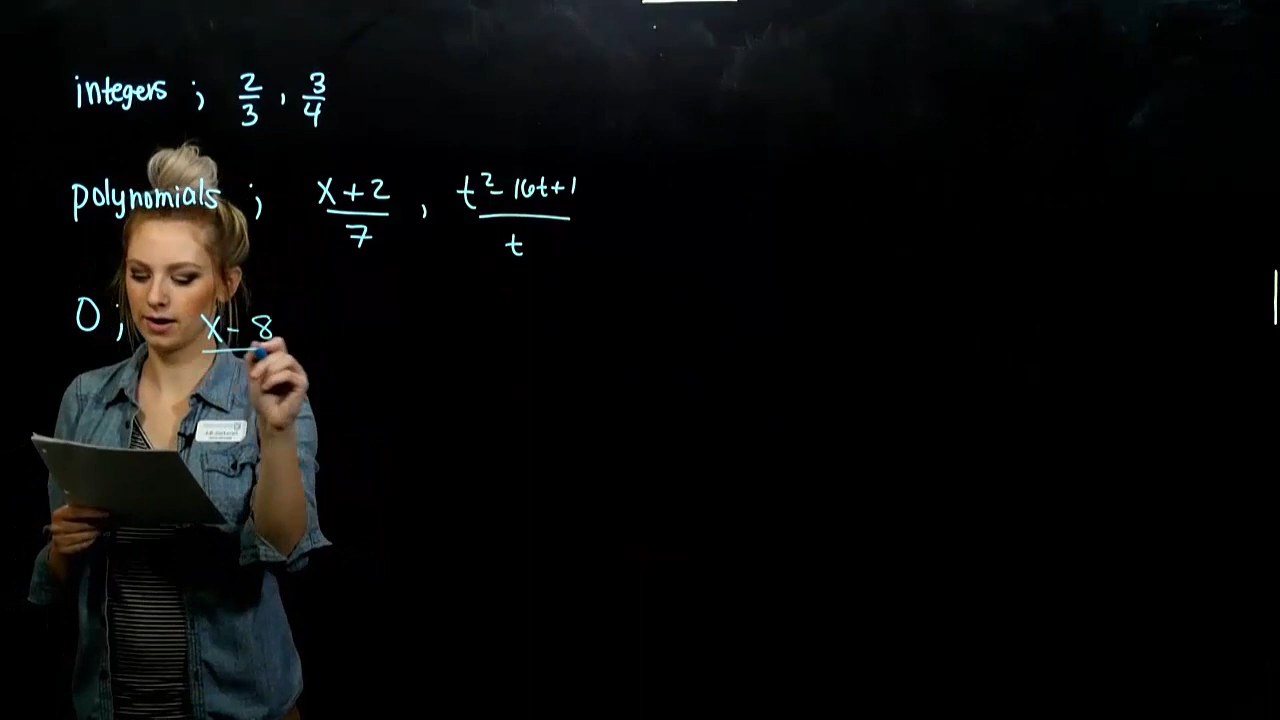 integers ; 2/3 , 3/4
polynomials ; x+2/7 , t²-16t+1/t
0 ; x-8